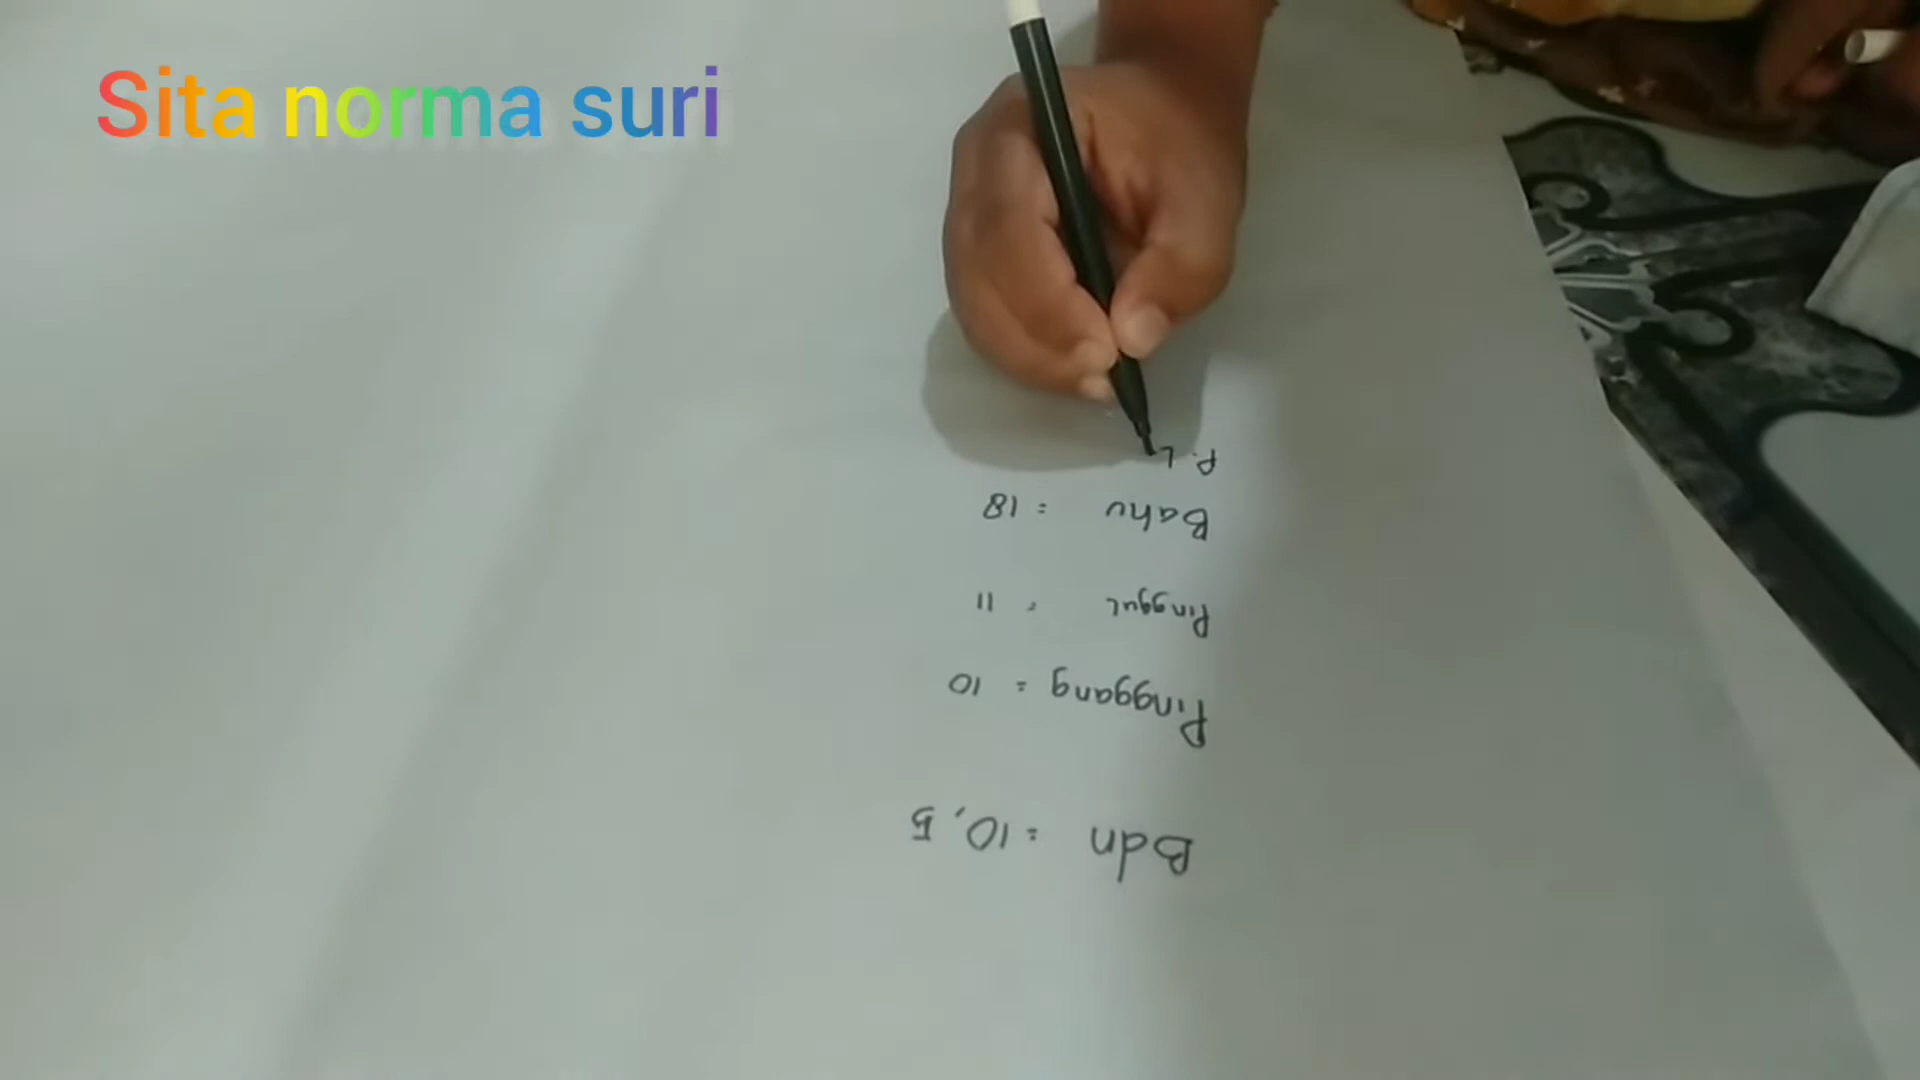 Sita norma suri
Bdn = 10,5
Pinggang = 10
Pinggul = 11
Bahu = 18
P. L